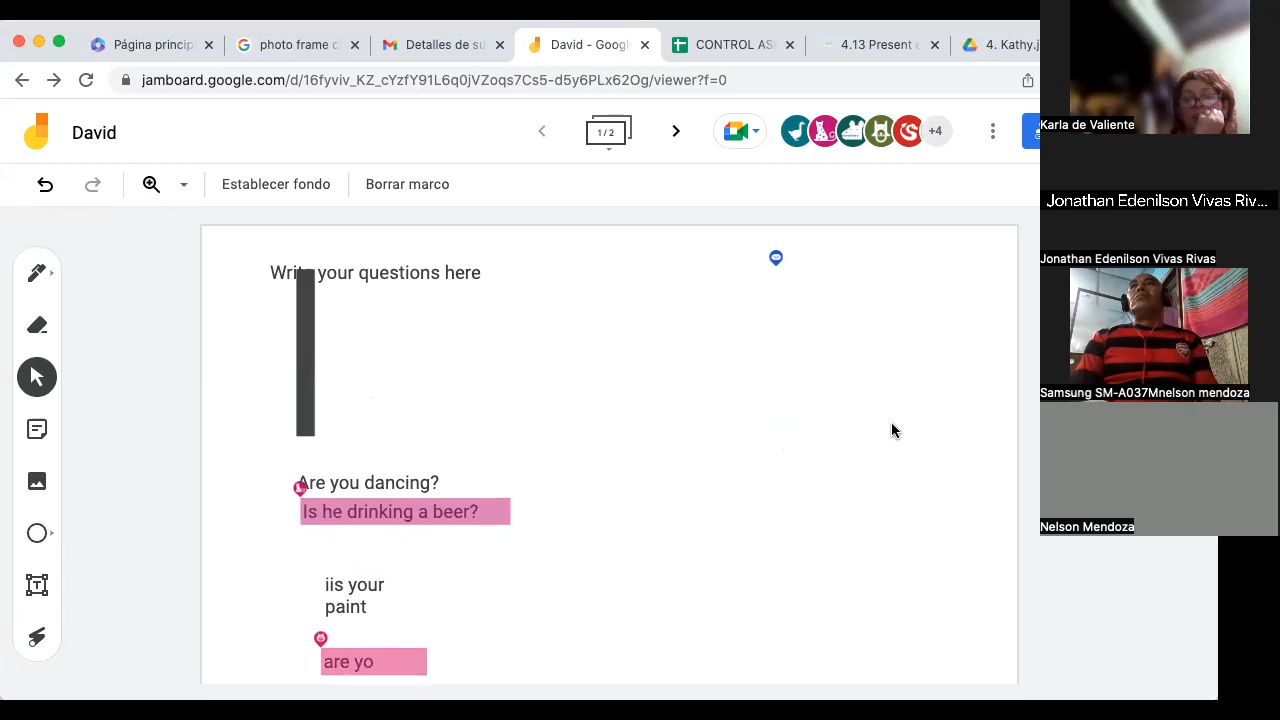 Página princip
photo frame c
Detalles de su
David - Goog
CONTROL AS
4.13 Present c
4. Kathy.j
jamboard.google.com/d/16fyviv_KZ_cYzfY91L6q0jVZoqs7Cs5-d5y6PLx62Og/viewer?f=0
David
1 / 2
+4
Establecer fondo
Borrar marco
Write your questions here
Are you dancing?
Is he drinking a beer?
iis your
paint
are yo
Karla de Valiente
Jonathan Edenilson Vivas Riv...
Jonathan Edenilson Vivas Rivas
Samsung SM-A037Mnelson mendoza
Nelson Mendoza